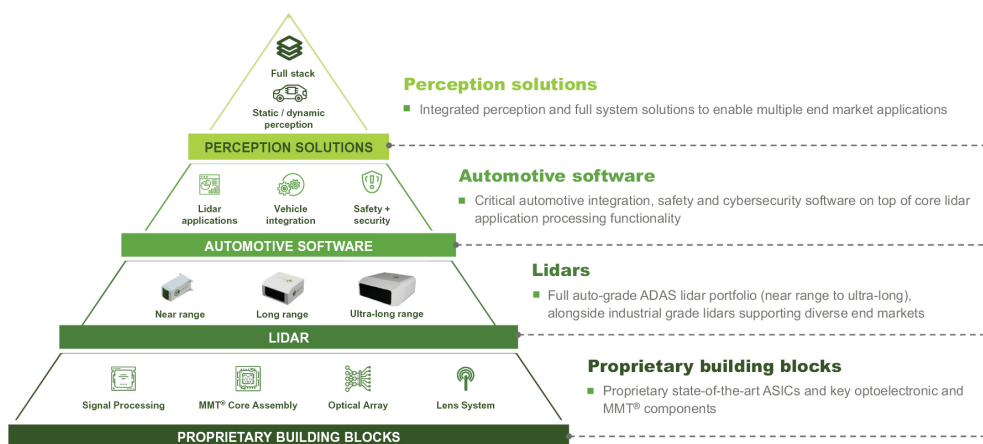 Full stack
Static / dynamic
perception
PERCEPTION SOLUTIONS
Perception solutions
Integrated perception and full system solutions to enable multiple end market applications
Lidar
applications
Vehicle
integration
Safety +
security
AUTOMOTIVE SOFTWARE
Automotive software
Critical automotive integration, safety and cybersecurity software on top of core lidar
application processing functionality
Near range
Long range
Ultra-long range
LIDAR
Lidars
Full auto-grade ADAS lidar portfolio (near range to ultra-long),
alongside industrial grade lidars supporting diverse end markets
Signal Processing
MMT® Core Assembly
Optical Array
Lens System
PROPRIETARY BUILDING BLOCKS
Proprietary building blocks
Proprietary state-of-the-art ASICs and key optoelectronic and
MMT® components